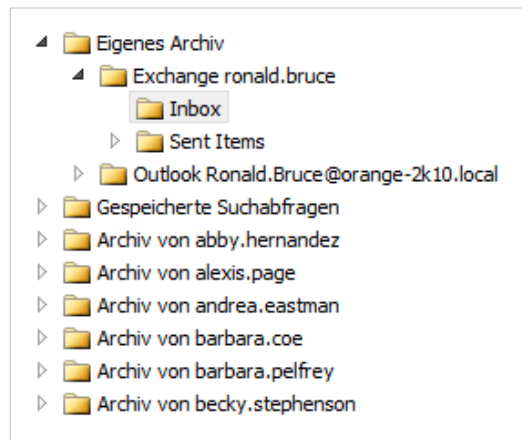 Eigenes Archiv
Exchange ronald.bruce
Inbox
Sent Items
Outlook Ronald.Bruce@orange-2k10.local
Gespeicherte Suchabfragen
Archiv von abby.hernandez
Archiv von alexis.page
Archiv von andrea.eastman
Archiv von barbara.coe
Archiv von barbara.pelfrey
Archiv von becky.stephenson